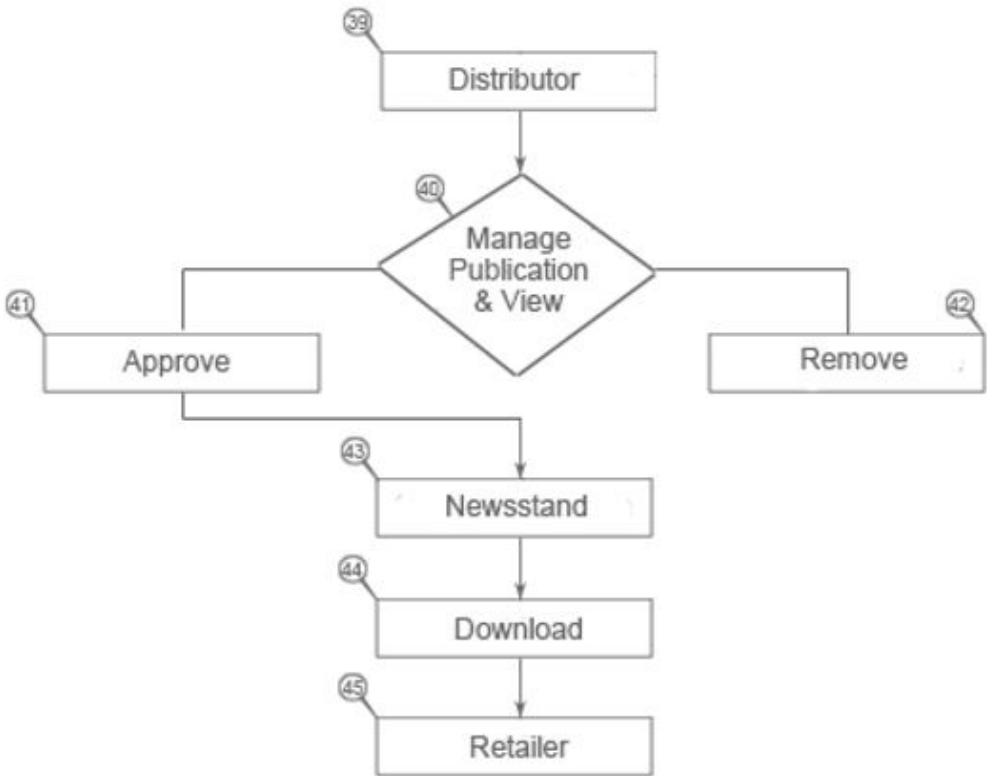 39
Distributor
40
Manage
Publication
& View
41
Approve
42
Remove
43
Newsstand
44
Download
45
Retailer